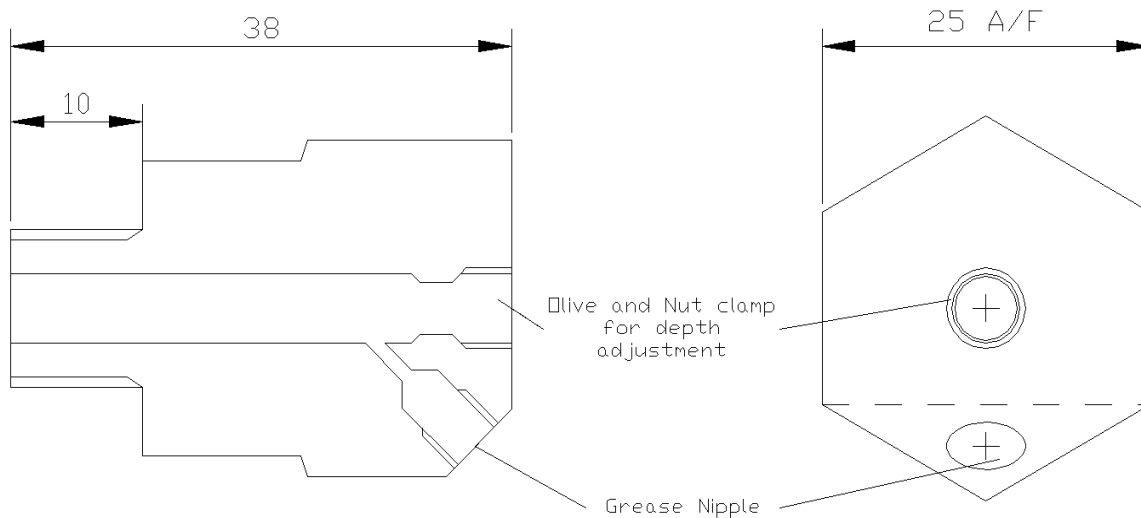 38
25 A/F
10
Olive and Nut clamp
for depth
adjustment
Grease Nipple